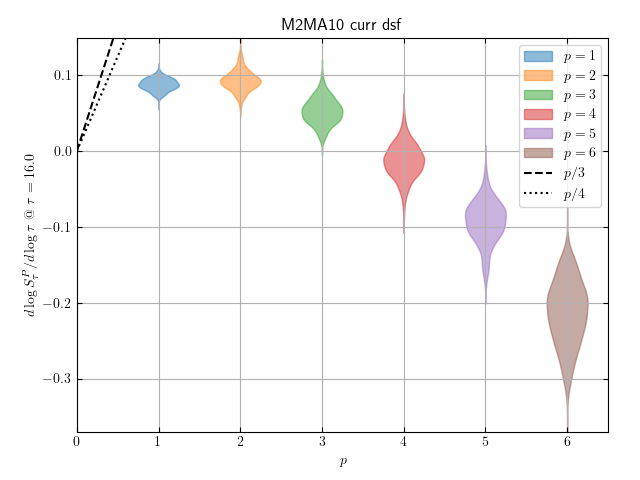 M2MA10 curr dsf
d log S_τ^P / d log τ @ τ = 16.0
0.1
0.0
−0.1
−0.2
−0.3
0 1 2 3 4 5 6
p
p = 1
p = 2
p = 3
p = 4
p = 5
p = 6
p/3
p/4